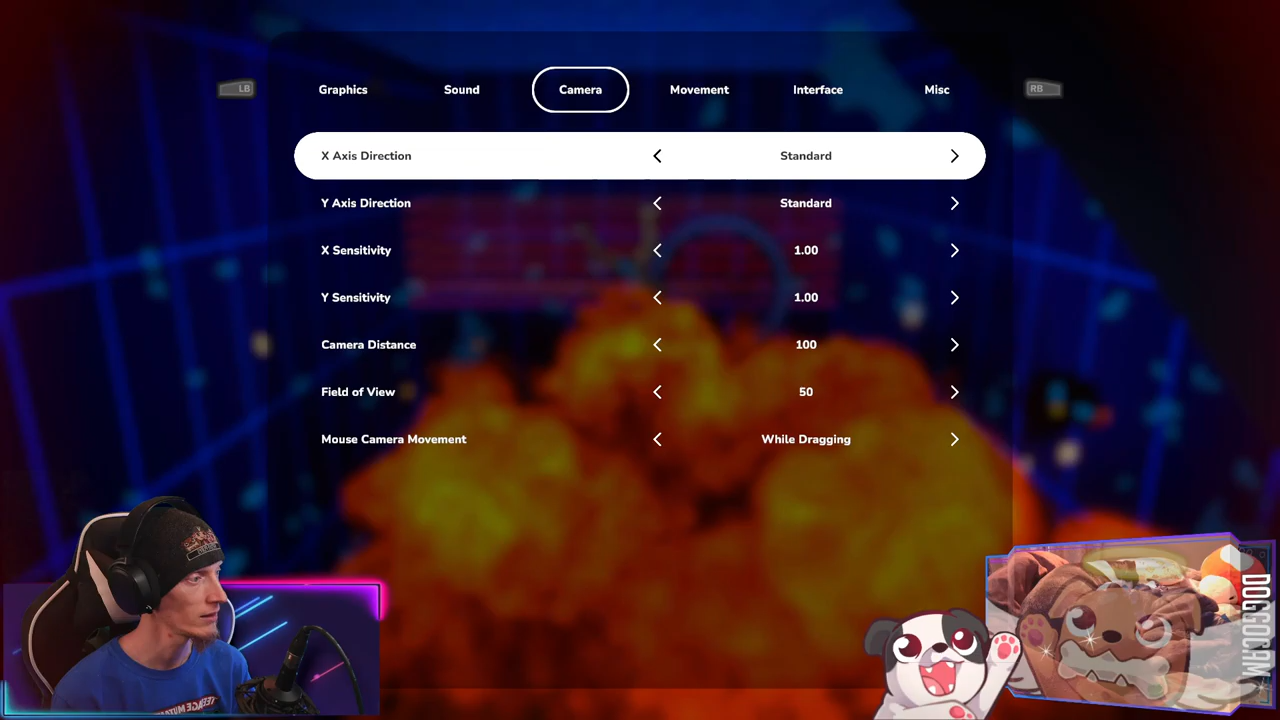 LB
Graphics
Sound
Camera
Movement
Interface
Misc
RB
X Axis Direction
Standard
Y Axis Direction
Standard
X Sensitivity
1.00
Y Sensitivity
1.00
Camera Distance
100
Field of View
50
Mouse Camera Movement
While Dragging
DOGGOCAM